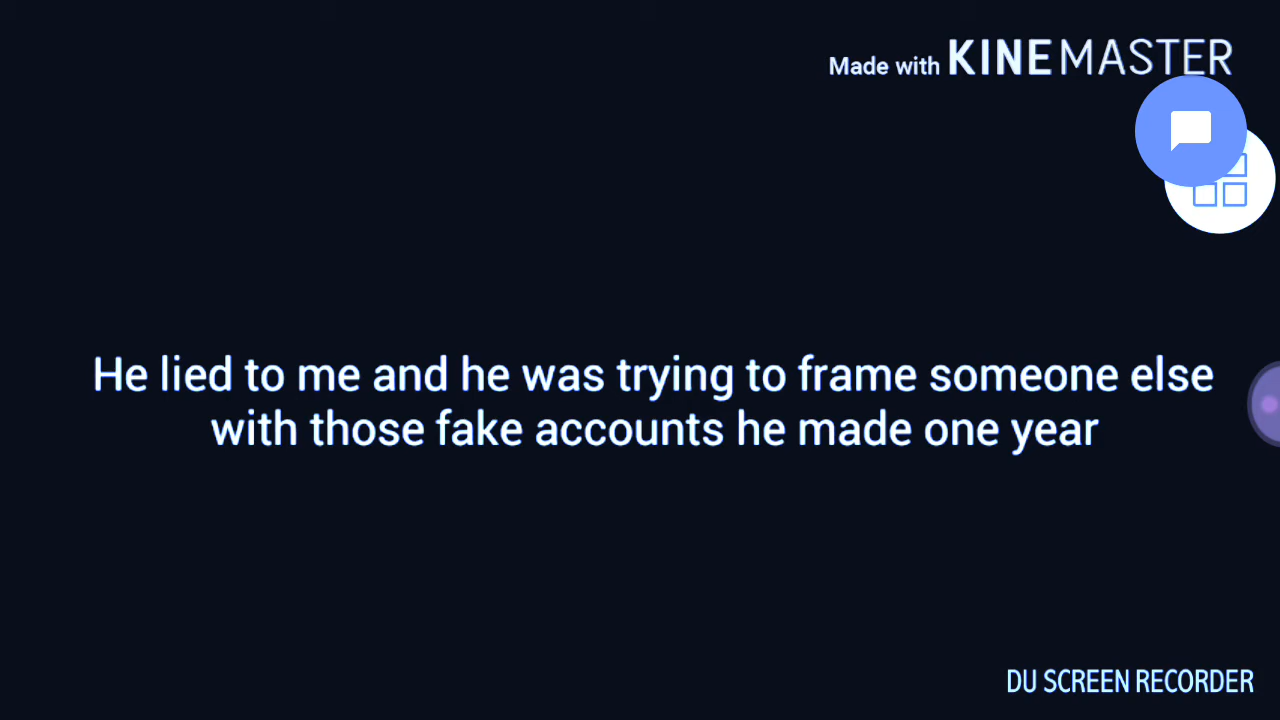 Made with KINEMASTER
He lied to me and he was trying to frame someone else
with those fake accounts he made one year
DU SCREEN RECORDER